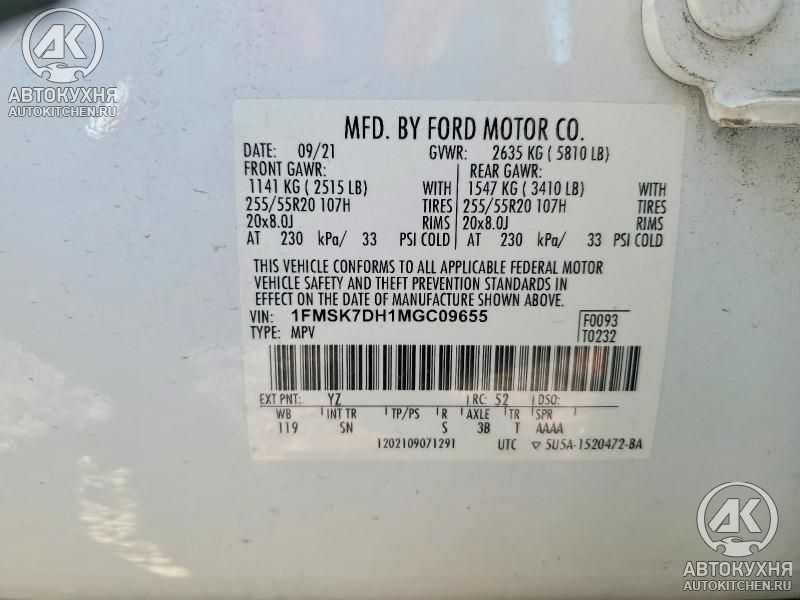 AK
АВТОКУХНЯ
AUTOKITCHEN.RU
MFD. BY FORD MOTOR CO.
DATE: 09/21 GVWR: 2635 KG ( 5810 LB)
FRONT GAWR: REAR GAWR:
1141 KG ( 2515 LB) WITH 1547 KG ( 3410 LB) WITH
255/55R20 107H TIRES 255/55R20 107H TIRES
20x8.0J RIMS 20x8.0J RIMS
AT 230 kPa/ 33 PSI COLD AT 230 kPa/ 33 PSI COLD
THIS VEHICLE CONFORMS TO ALL APPLICABLE FEDERAL MOTOR
VEHICLE SAFETY AND THEFT PREVENTION STANDARDS IN
EFFECT ON THE DATE OF MANUFACTURE SHOWN ABOVE.
VIN: 1FMSK7DH1MGC09655 F0093
TYPE: MPV T0232
EXT PNT: YZ RC: 52 DSO:
WB INT TR TP/PS R AXLE TR SPR
119 SN S 3B T AAAA
1202109071291 UTC ▽ 5U5A-1520472-BA
AK
АВТОКУХНЯ
AUTOKITCHEN.RU